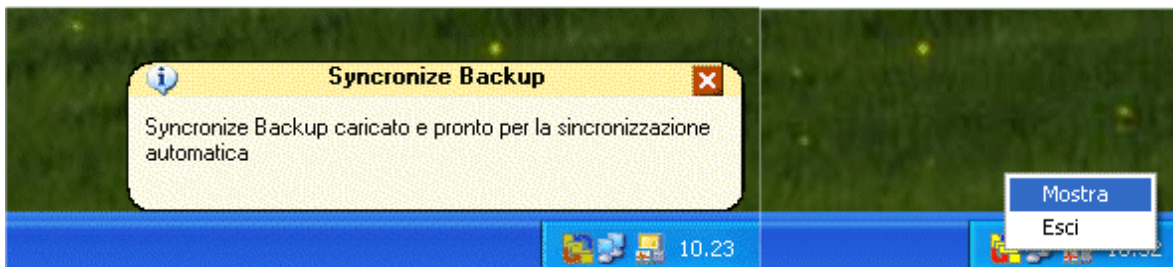 Syncronize Backup
Syncronize Backup caricato e pronto per la sincronizzazione
automatica
10.23
Mostra
Esci